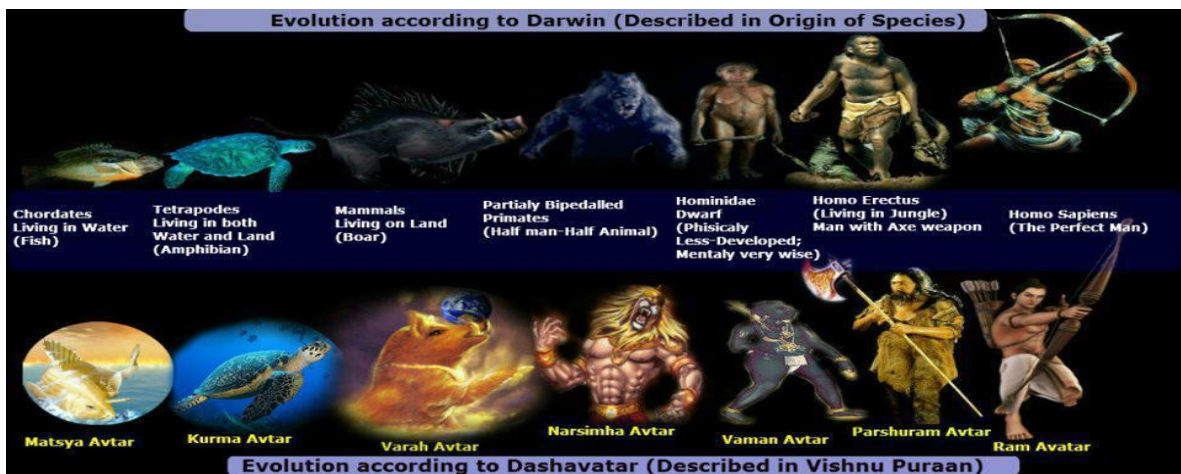 Evolution according to Darwin (Described in Origin of Species)
Chordates
Living in Water
(Fish)
Tetrapodes
Living in both
Water and Land
(Amphibian)
Mammals
Living on Land
(Boar)
Partialy Bipedalled
Primates
(Half man-Half Animal)
Hominidae
Dwarf
(Phisicaly
Less-Developed;
Mentaly very wise)
Homo Erectus
(Living in Jungle)
Man with Axe weapon
Homo Sapiens
(The Perfect Man)
Matsya Avtar
Kurma Avtar
Varah Avtar
Narsimha Avtar
Vaman Avtar
Parshuram Avtar
Ram Avatar
Evolution according to Dashavatar (Described in Vishnu Puraan)